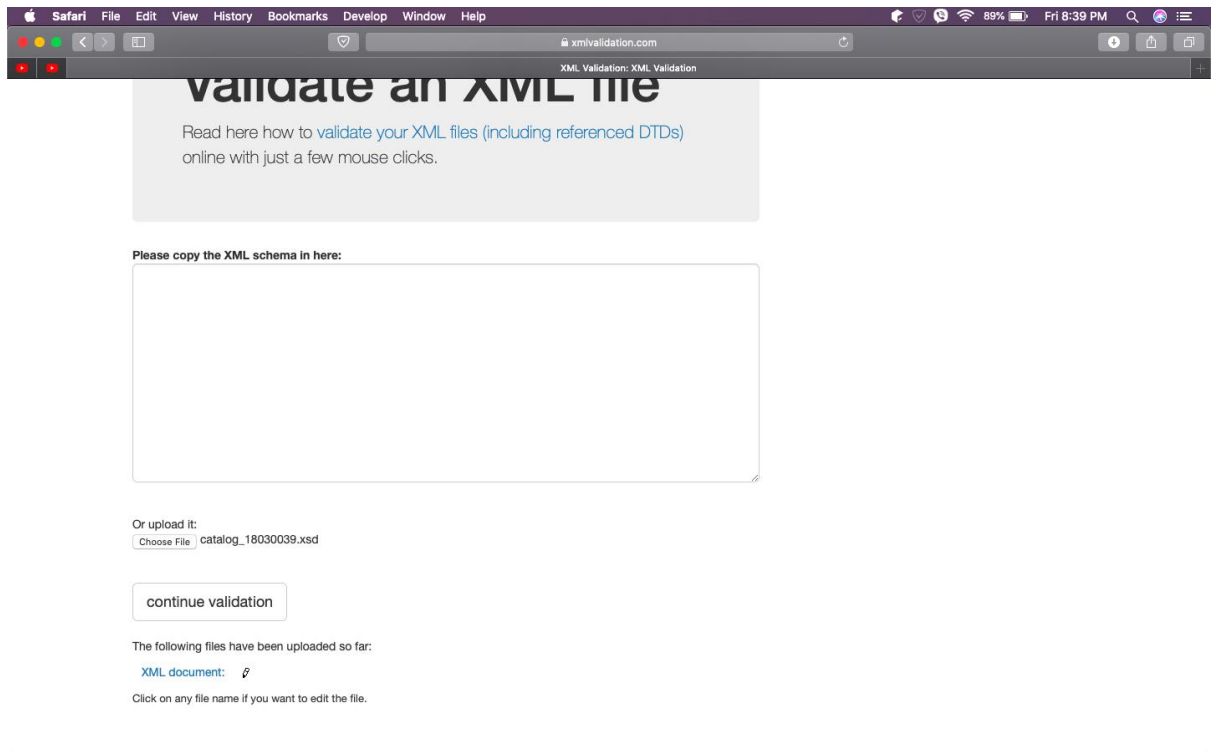 Safari File Edit View History Bookmarks Develop Window Help 89% Fri 8:39 PM
xmlvalidation.com
XML Validation: XML Validation
Validate an XML file
Read here how to validate your XML files (including referenced DTDs)
online with just a few mouse clicks.
Please copy the XML schema in here:
Or upload it:
Choose File catalog_18030039.xsd
continue validation
The following files have been uploaded so far:
XML document:
Click on any file name if you want to edit the file.